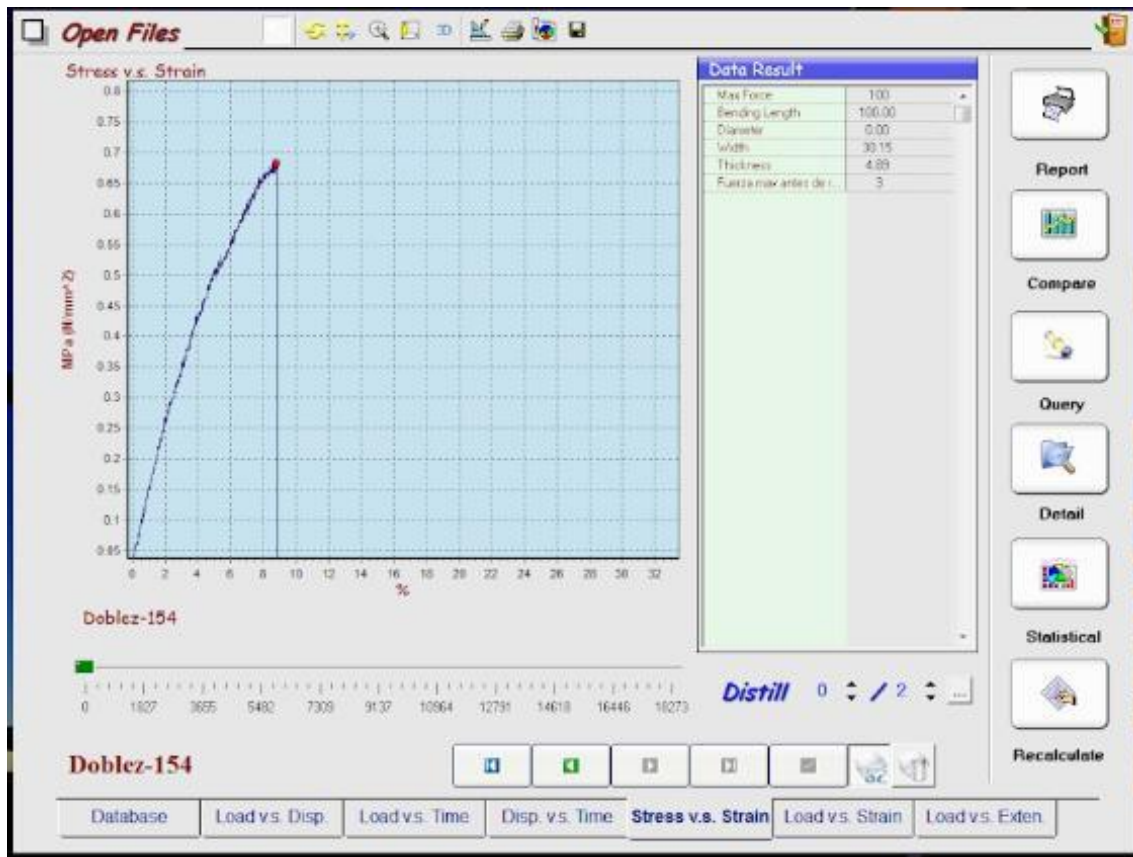 Open Files
3D
Stress v.s. Strain
0.8
0.75
0.7
0.65
0.6
0.55
0.5
0.45
0.4
0.35
0.3
0.25
0.2
0.15
0.1
0.05
MPa (N/mm^2)
0 2 4 6 8 10 12 14 16 18 20 22 24 26 28 30 32
%
Data Result
Max Force 100
Bending Length 100.00
Diameter 0.00
Width 30.15
Thickness 4.89
Fuerza max antes de r... 3
Report
Compare
Query
Detail
Statistical
Recalculate
Doblez-154
0 1827 3655 5482 7309 9137 10964 12791 14618 16446 18273
Distill 0 / 2 ...
Doblez-154
Database Load v.s. Disp. Load v.s. Time Disp. v.s. Time Stress v.s. Strain Load v.s. Strain Load v.s. Exten.